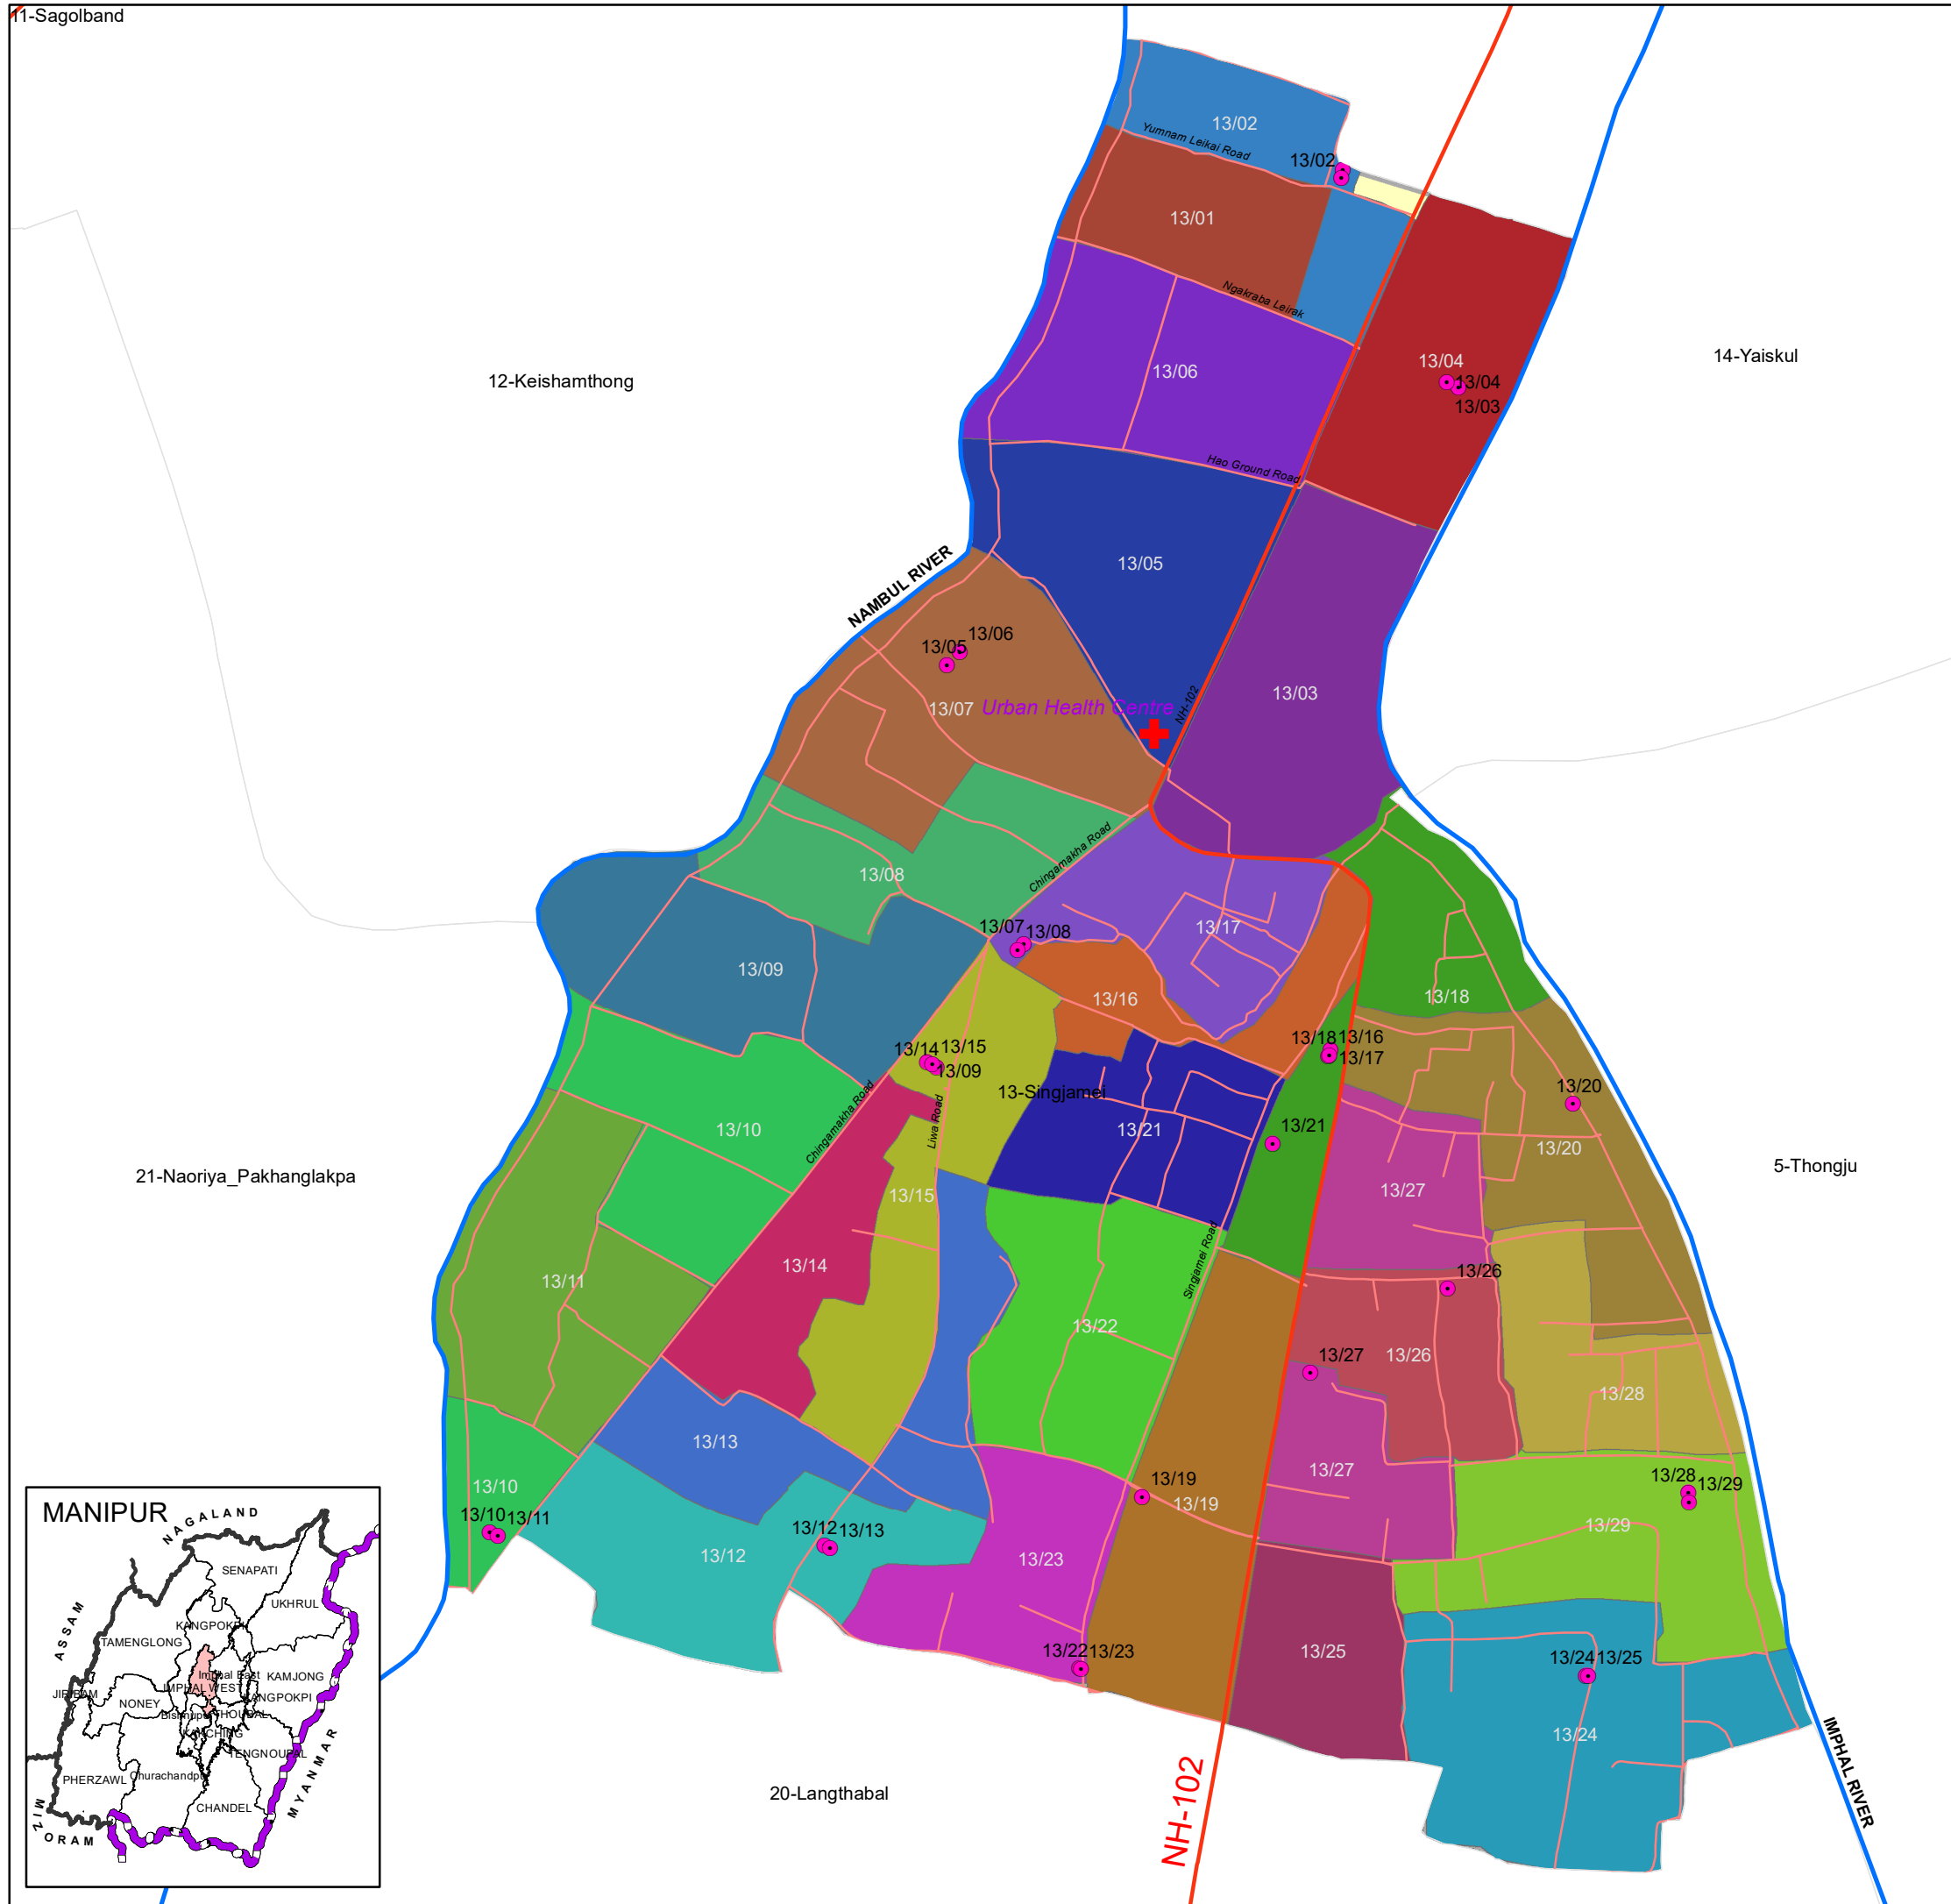 11-Sagolband
13/02
Yumnam Leikai Road
13/02
13/01
Ngakraba Leirak
14-Yaiskul
13/04
12-Keishamthong
13/06
13/04
13/03
Hao Ground Road
13/05
NAMBUL RIVER
13/06
13/05
13/03
13/07
Urban Health Centre
NH-102
Chingamakha Road
13/08
13/07
13/08
13/17
13/09
13/16
13/18
13/18
13/16
13/17
13/14
13/15
13/09
13-Singjamei
13/20
13/21
13/21
13/10
Chingamakha Road
Liwa Road
13/20
5-Thongju
21-Naoriya_Pakhanglakpa
13/15
13/27
13/14
13/11
Singjamei Road
13/26
13/22
13/27
13/26
13/28
13/13
13/27
13/10
13/19
13/19
13/28
13/29
13/10
13/11
13/12
13/13
13/29
13/12
13/23
13/22
13/23
13/25
13/24
13/25
13/24
IMPHAL RIVER
20-Langthabal
NH-102
MANIPUR
NAGALAND
SENAPATI
UKHRUL
ASSAM
TAMENGLONG
Imphal East
KAMJONG
IMPHAL WEST
KANGPOKPI
NONEY
THOUBAL
TENGNOUPAL
PHERZAWL
CHANDEL
MYANMAR
MIZORAM